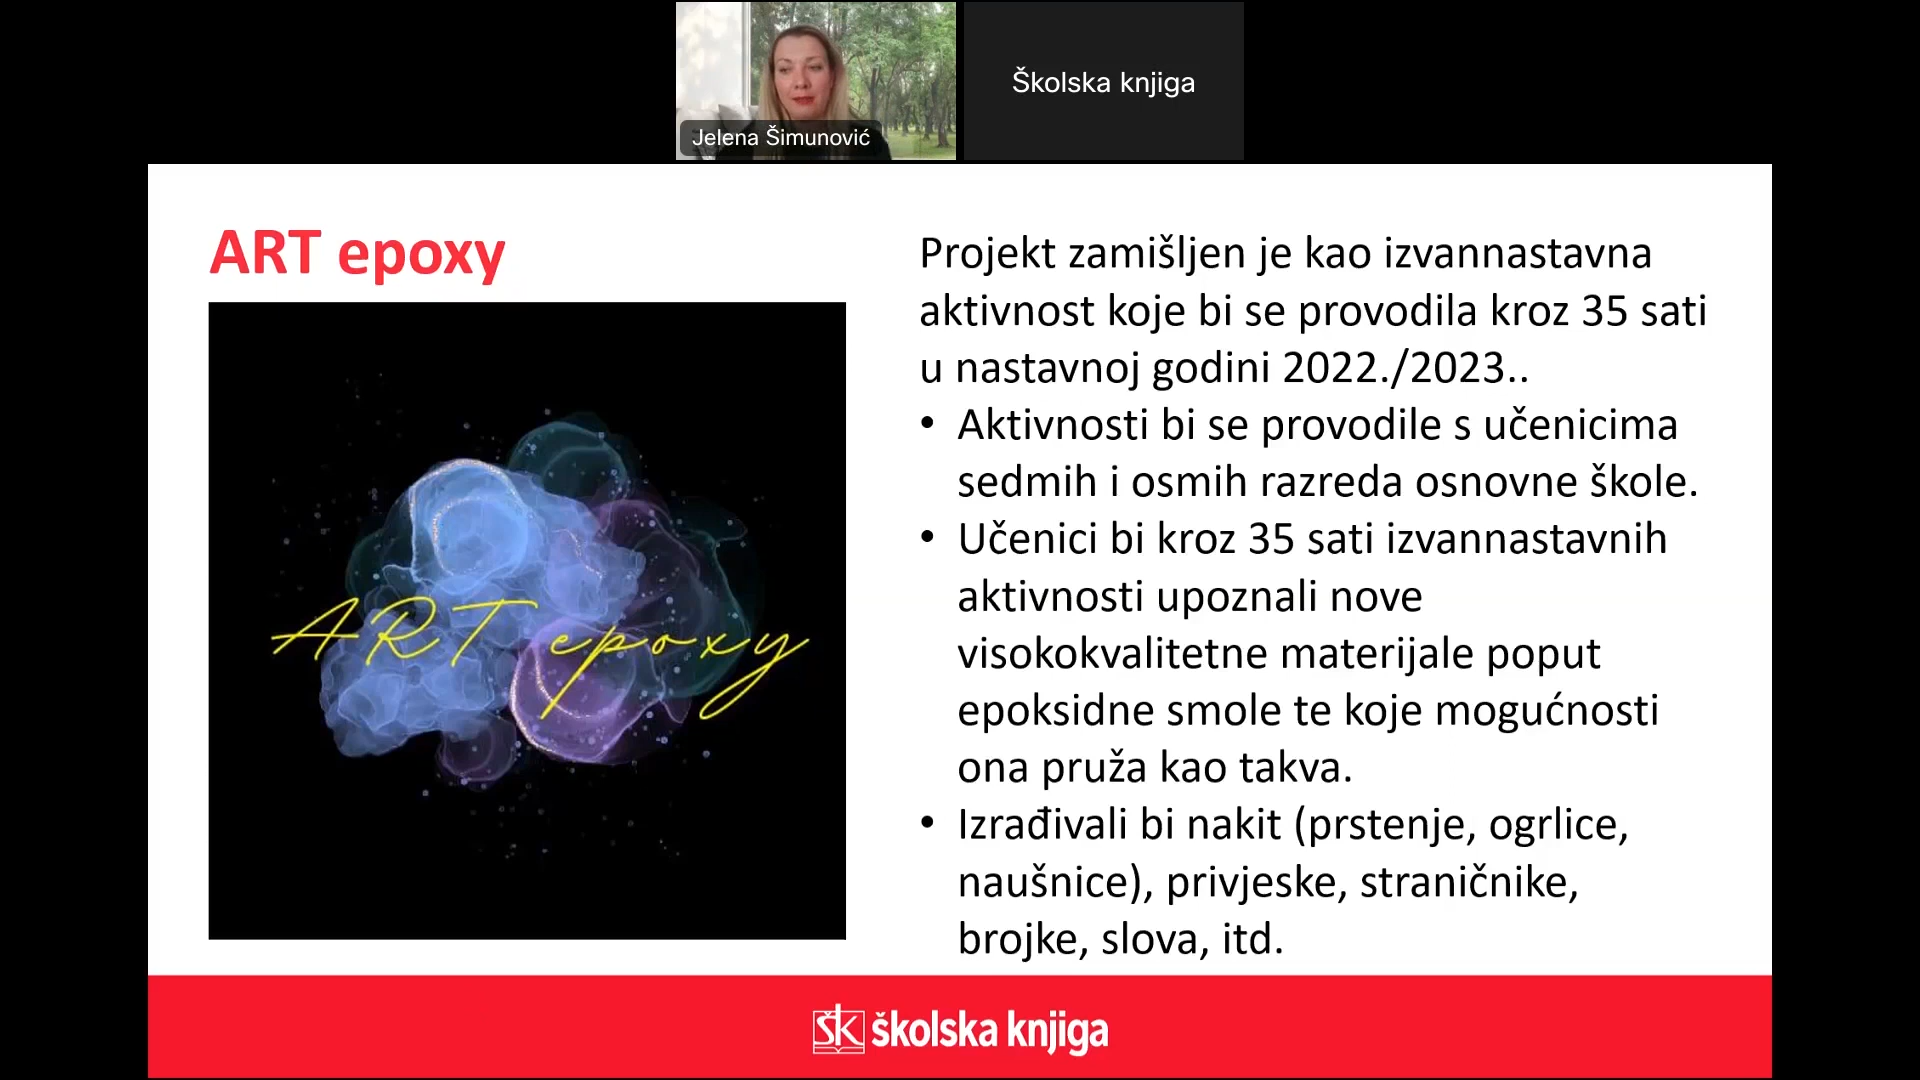 Školska knjiga
Jelena Šimunović
ART epoxy
ART epoxy
Projekt zamišljen je kao izvannastavna
aktivnost koje bi se provodila kroz 35 sati
u nastavnoj godini 2022./2023..
• Aktivnosti bi se provodile s učenicima
sedmih i osmih razreda osnovne škole.
• Učenici bi kroz 35 sati izvannastavnih
aktivnosti upoznali nove
visokokvalitetne materijale poput
epoksidne smole te koje mogućnosti
ona pruža kao takva.
• Izrađivali bi nakit (prstenje, ogrlice,
naušnice), privjeske, straničnike,
brojke, slova, itd.
ŠK školska knjiga